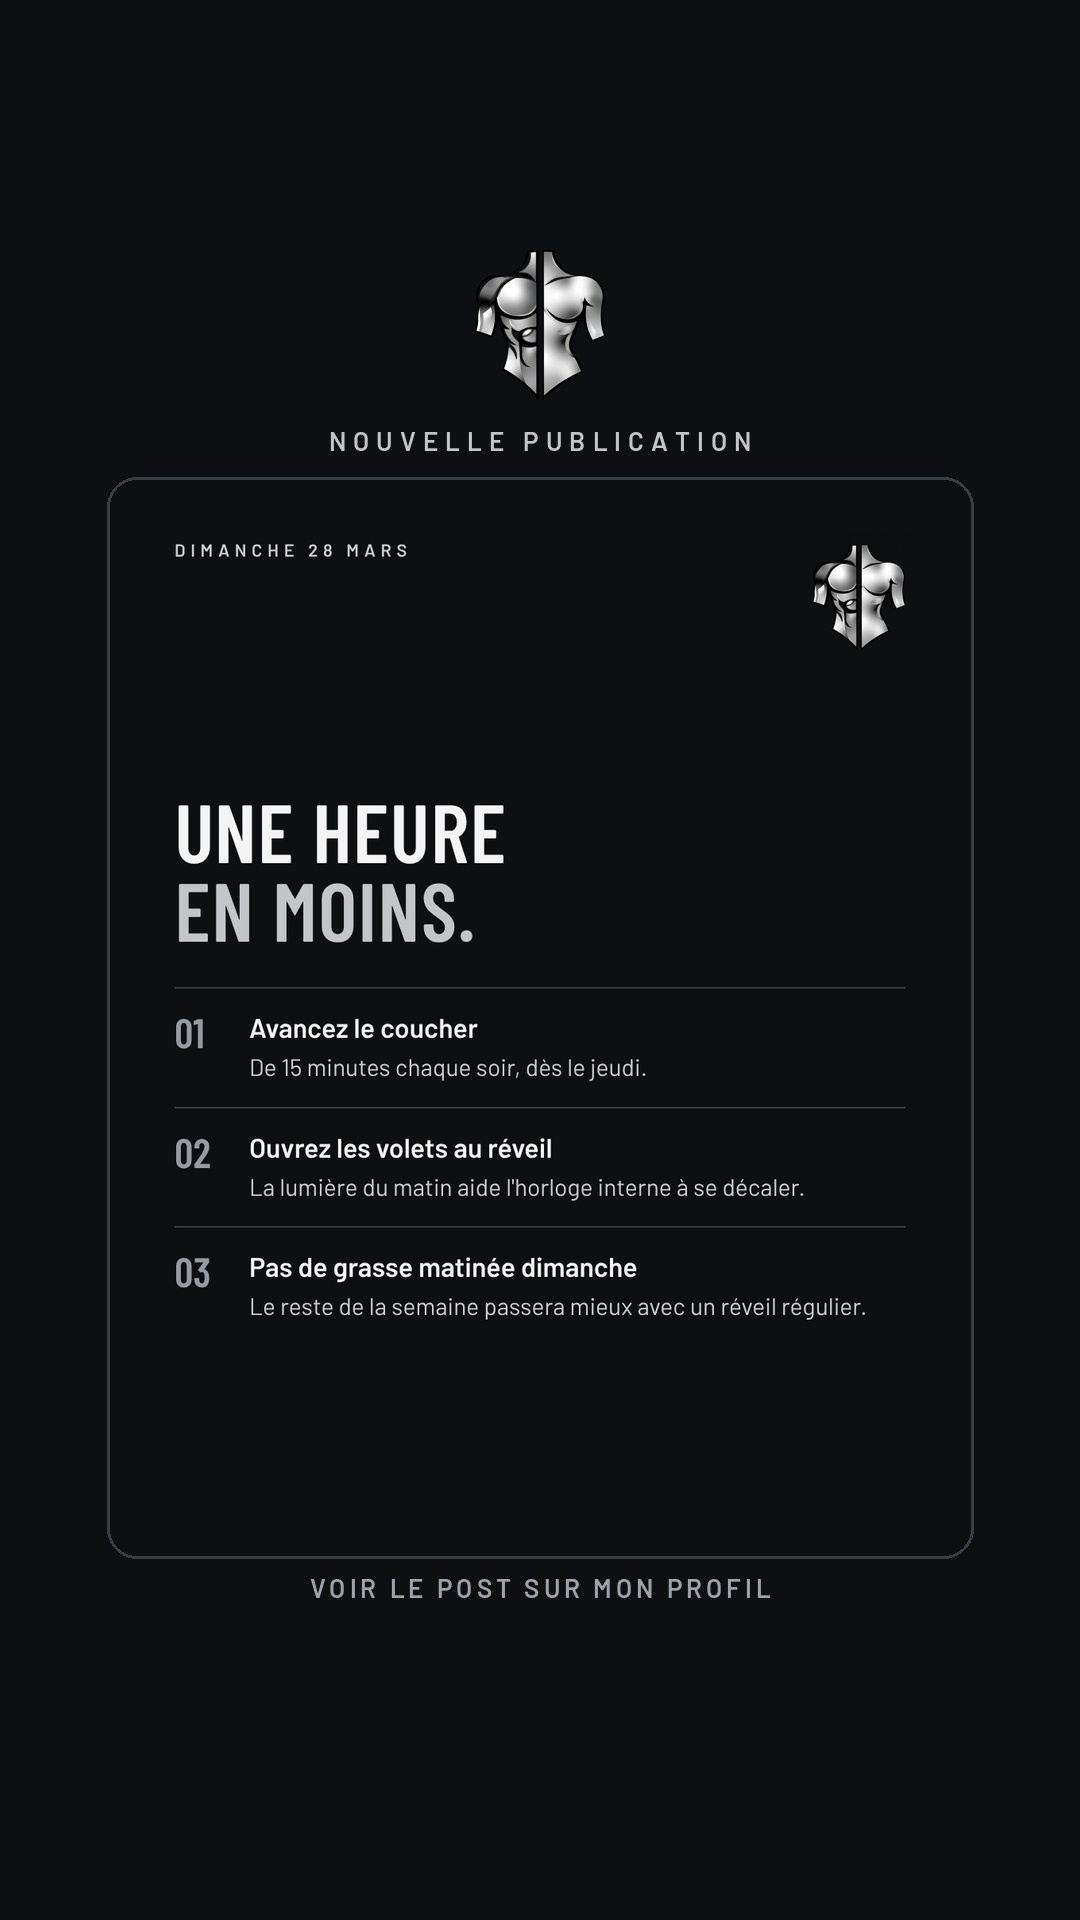 NOUVELLE PUBLICATION
DIMANCHE 28 MARS
UNE HEURE
EN MOINS.
01
Avancez le coucher
De 15 minutes chaque soir, dès le jeudi.
02
Ouvrez les volets au réveil
La lumière du matin aide l'horloge interne à se décaler.
03
Pas de grasse matinée dimanche
Le reste de la semaine passera mieux avec un réveil régulier.
VOIR LE POST SUR MON PROFIL